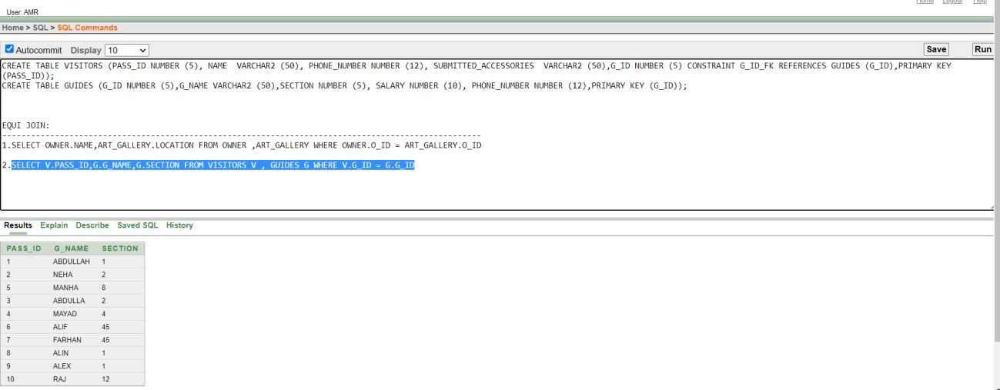 Home Logout Help
User: AMR
Home > SQL > SQL Commands
Autocommit Display 10
Save Run
CREATE TABLE VISITORS (PASS_ID NUMBER (5), NAME  VARCHAR2 (50), PHONE_NUMBER NUMBER (12), SUBMITTED_ACCESSORIES  VARCHAR2 (50),G_ID NUMBER (5) CONSTRAINT G_ID_FK REFERENCES GUIDES (G_ID),PRIMARY KEY
(PASS_ID));
CREATE TABLE GUIDES (G_ID NUMBER (5),G_NAME VARCHAR2 (50),SECTION NUMBER (5), SALARY NUMBER (10), PHONE_NUMBER NUMBER (12),PRIMARY KEY (G_ID));
EQUI JOIN:
-----------------------------------------------------------------------------------------------
1.SELECT OWNER.NAME,ART_GALLERY.LOCATION FROM OWNER ,ART_GALLERY WHERE OWNER.O_ID = ART_GALLERY.O_ID
2.SELECT V.PASS_ID,G.G_NAME,G.SECTION FROM VISITORS V , GUIDES G WHERE V.G_ID = G.G_ID
Results Explain Describe Saved SQL History
PASS_ID G_NAME SECTION
1 ABDULLAH 1
2 NEHA 2
5 MANHA 8
3 ABDULLA 2
4 MAYAD 4
6 ALIF 45
7 FARHAN 45
8 ALIN 1
9 ALEX 1
10 RAJ 12